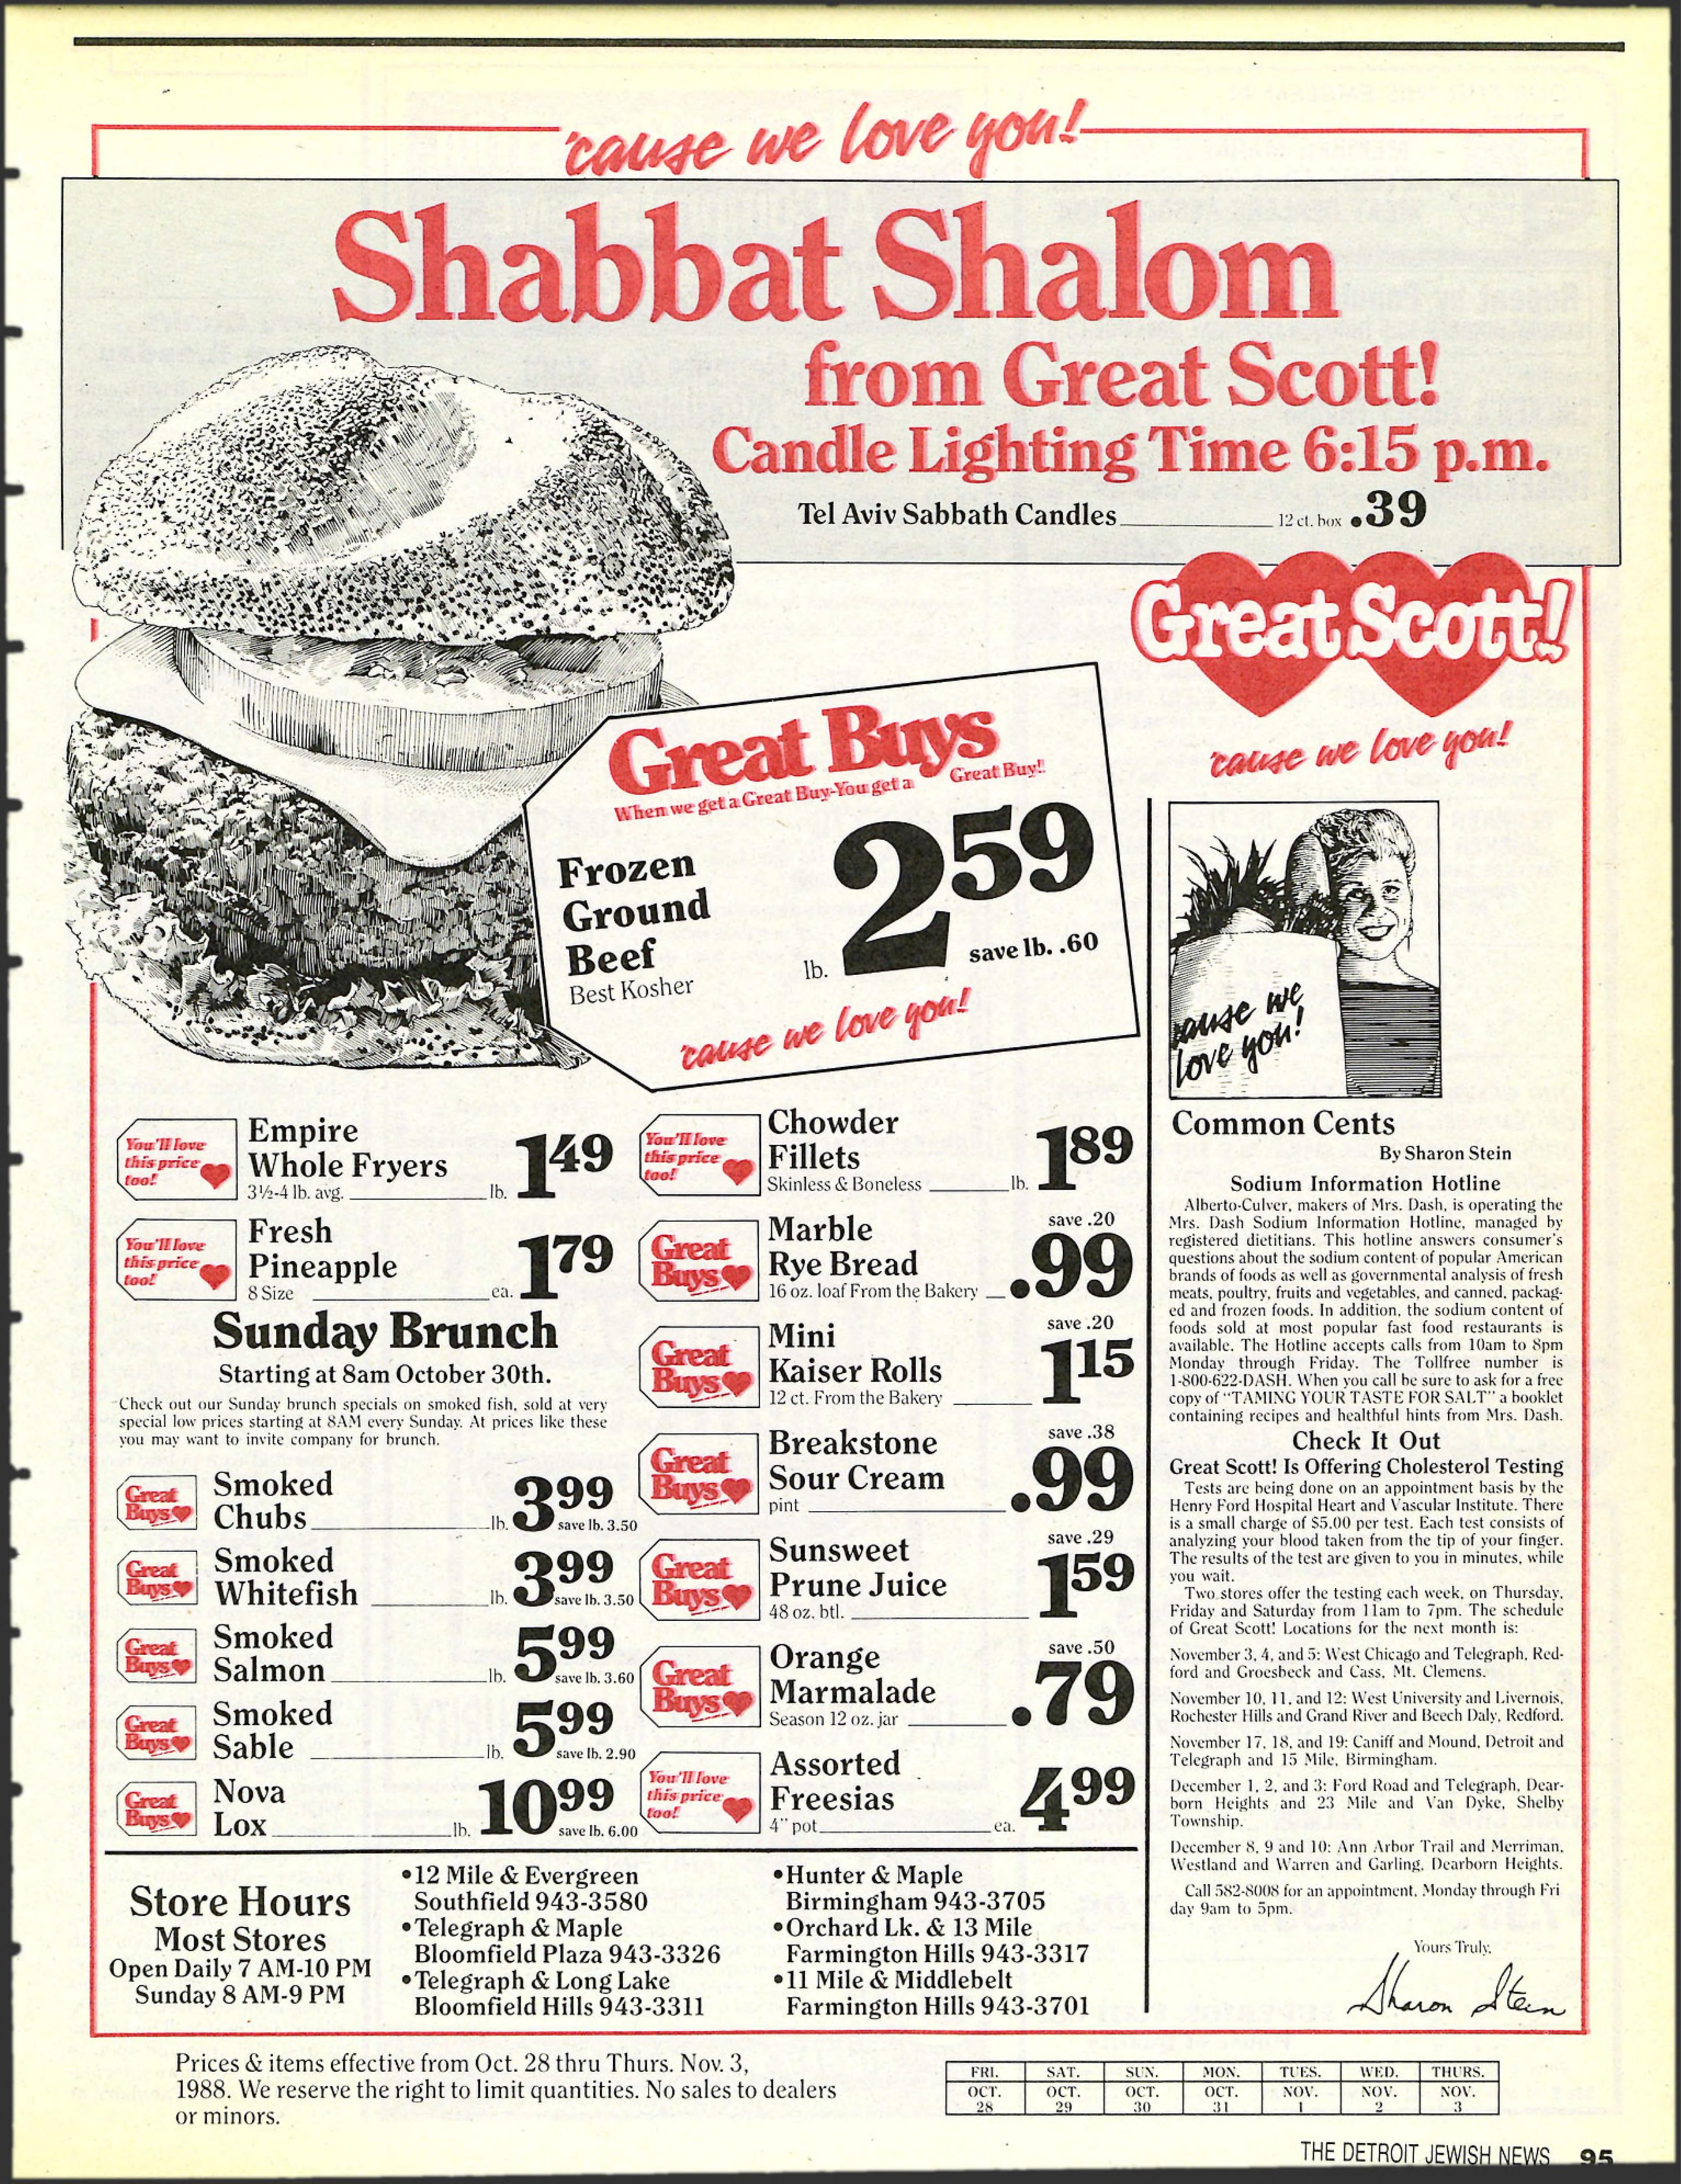 'cause we love you!
Shabbat Shalom
from Great Scott!
Candle Lighting Time 6:15 p.m.
Tel Aviv Sabbath Candles 12 ct. box .39
Great Scott!
'cause we love you!
Great Buys
When we get a Great Buy-You get a Great Buy!!
Frozen
Ground
Beef
Best Kosher
lb. 2 59
save lb. .60
'cause we love you!
'cause we
love you!
You'll love
this price
too!
Empire
Whole Fryers
3½-4 lb. avg. lb. 1 49
You'll love
this price
too!
Fresh
Pineapple
8 Size ea. 1 79
Sunday Brunch
Starting at 8am October 30th.
Check out our Sunday brunch specials on smoked fish, sold at very
special low prices starting at 8AM every Sunday. At prices like these
you may want to invite company for brunch.
Great
Buys
Smoked
Chubs lb. 3 99
save lb. 3.50
Great
Buys
Smoked
Whitefish lb. 3 99
save lb. 3.50
Great
Buys
Smoked
Salmon lb. 5 99
save lb. 3.60
Great
Buys
Smoked
Sable lb. 5 99
save lb. 2.90
Great
Buys
Nova
Lox lb. 10 99
save lb. 6.00
You'll love
this price
too!
Chowder
Fillets
Skinless & Boneless lb. 1 89
Great
Buys
Marble
Rye Bread
16 oz. loaf From the Bakery
save .20
.99
Great
Buys
Mini
Kaiser Rolls
12 ct. From the Bakery
save .20
1 15
Great
Buys
Breakstone
Sour Cream
pint
save .38
.99
Great
Buys
Sunsweet
Prune Juice
48 oz. btl.
save .29
1 59
Great
Buys
Orange
Marmalade
Season 12 oz. jar
save .50
.79
You'll love
this price
too!
Assorted
Freesias
4" pot ea. 4 99
Common Cents
By Sharon Stein
Sodium Information Hotline
Alberto-Culver, makers of Mrs. Dash, is operating the
Mrs. Dash Sodium Information Hotline, managed by
registered dietitians. This hotline answers consumer's
questions about the sodium content of popular American
brands of foods as well as governmental analysis of fresh
meats, poultry, fruits and vegetables, and canned, packag-
ed and frozen foods. In addition, the sodium content of
foods sold at most popular fast food restaurants is
available. The Hotline accepts calls from 10am to 8pm
Monday through Friday. The Tollfree number is
1-800-622-DASH. When you call be sure to ask for a free
copy of "TAMING YOUR TASTE FOR SALT" a booklet
containing recipes and healthful hints from Mrs. Dash.
Check It Out
Great Scott! Is Offering Cholesterol Testing
Tests are being done on an appointment basis by the
Henry Ford Hospital Heart and Vascular Institute. There
is a small charge of $5.00 per test. Each test consists of
analyzing your blood taken from the tip of your finger.
The results of the test are given to you in minutes, while
you wait.
Two stores offer the testing each week, on Thursday,
Friday and Saturday from 11am to 7pm. The schedule
of Great Scott! Locations for the next month is:
November 3, 4, and 5: West Chicago and Telegraph, Red-
ford and Groesbeck and Cass, Mt. Clemens.
November 10, 11, and 12: West University and Livernois,
Rochester Hills and Grand River and Beech Daly, Redford.
November 17, 18, and 19: Caniff and Mound, Detroit and
Telegraph and 15 Mile, Birmingham.
December 1, 2, and 3: Ford Road and Telegraph, Dear-
born Heights and 23 Mile and Van Dyke, Shelby
Township.
December 8, 9 and 10: Ann Arbor Trail and Merriman,
Westland and Warren and Garling, Dearborn Heights.
Call 582-8008 for an appointment, Monday through Fri
day 9am to 5pm.
Yours Truly,
Sharon Stein
Store Hours
Most Stores
Open Daily 7 AM-10 PM
Sunday 8 AM-9 PM
•12 Mile & Evergreen
Southfield 943-3580
•Telegraph & Maple
Bloomfield Plaza 943-3326
•Telegraph & Long Lake
Bloomfield Hills 943-3311
•Hunter & Maple
Birmingham 943-3705
•Orchard Lk. & 13 Mile
Farmington Hills 943-3317
•11 Mile & Middlebelt
Farmington Hills 943-3701
Prices & items effective from Oct. 28 thru Thurs. Nov. 3,
1988. We reserve the right to limit quantities. No sales to dealers
or minors.
FRI. SAT. SUN. MON. TUES. WED. THURS.
OCT. OCT. OCT. OCT. NOV. NOV. NOV.
28 29 30 31 1 2 3
THE DETROIT JEWISH NEWS 95